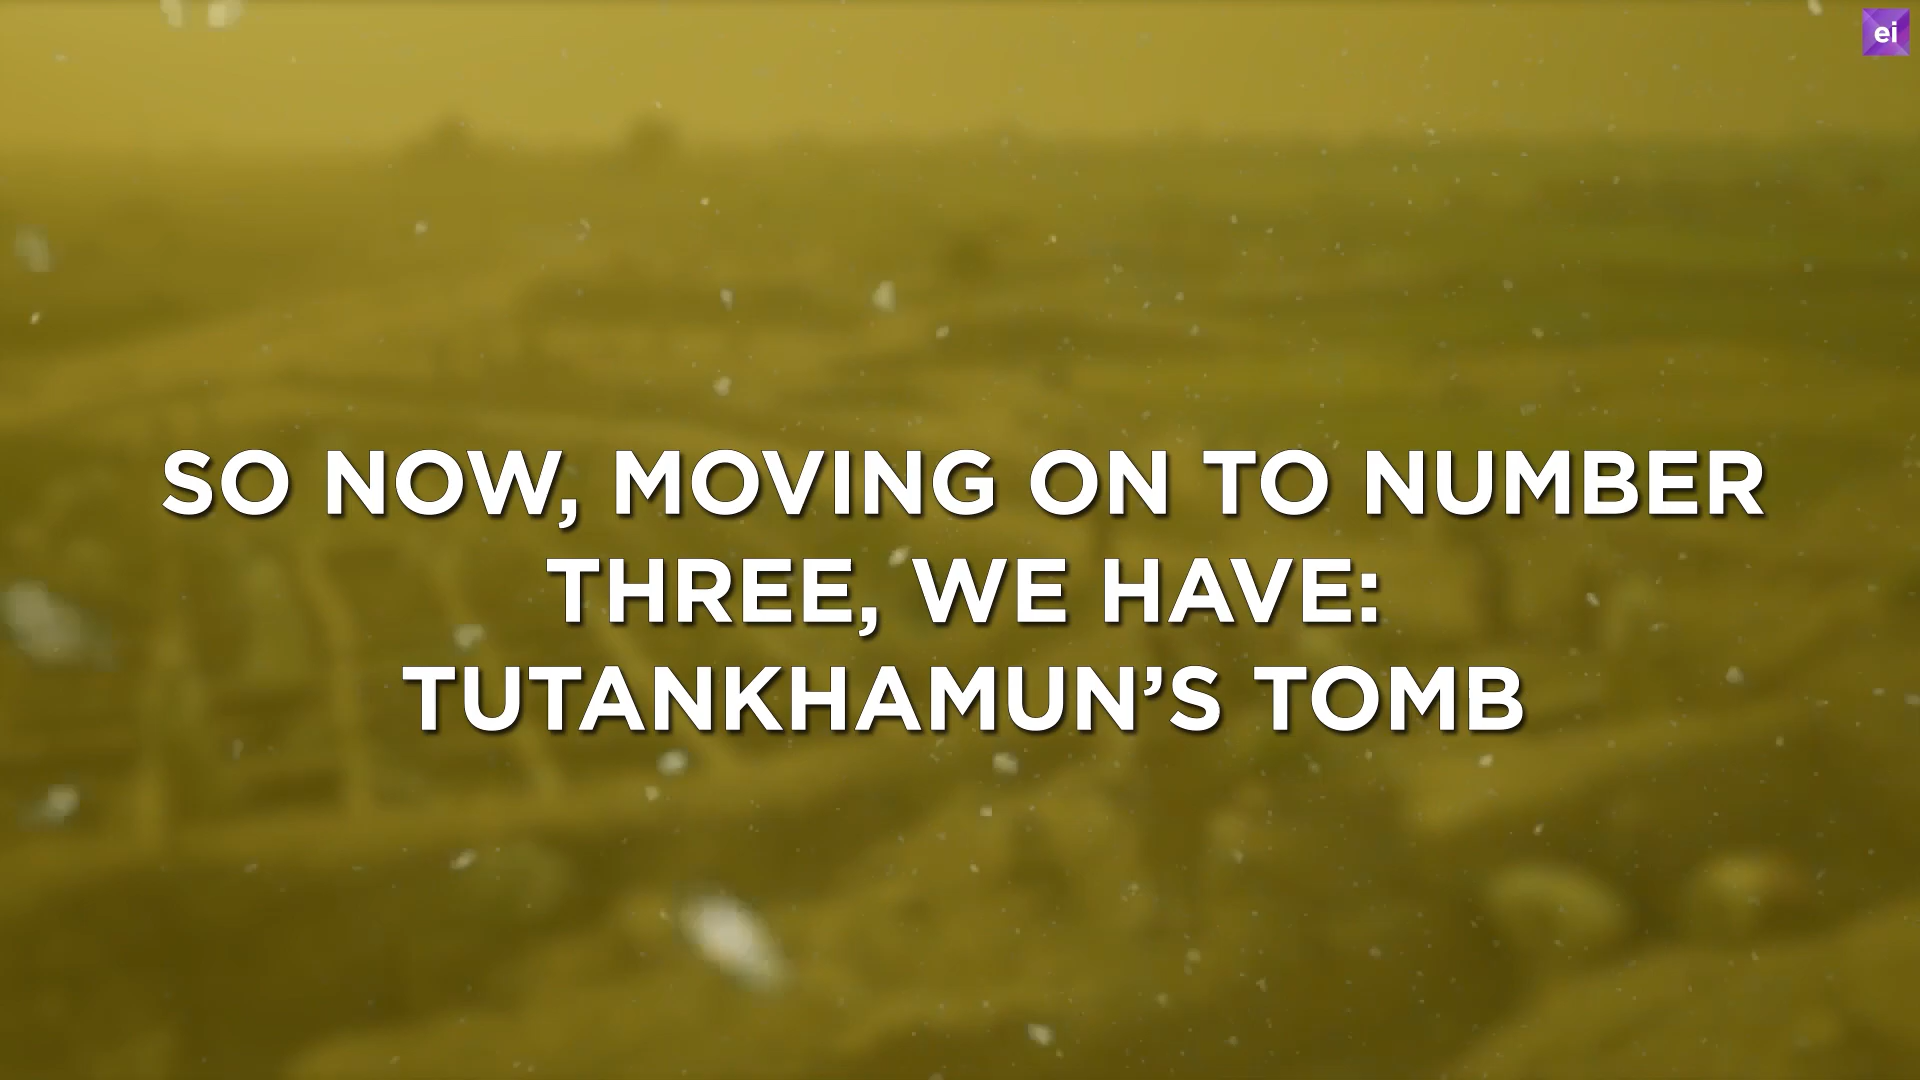 ei
SO NOW, MOVING ON TO NUMBER
THREE, WE HAVE:
TUTANKHAMUN’S TOMB